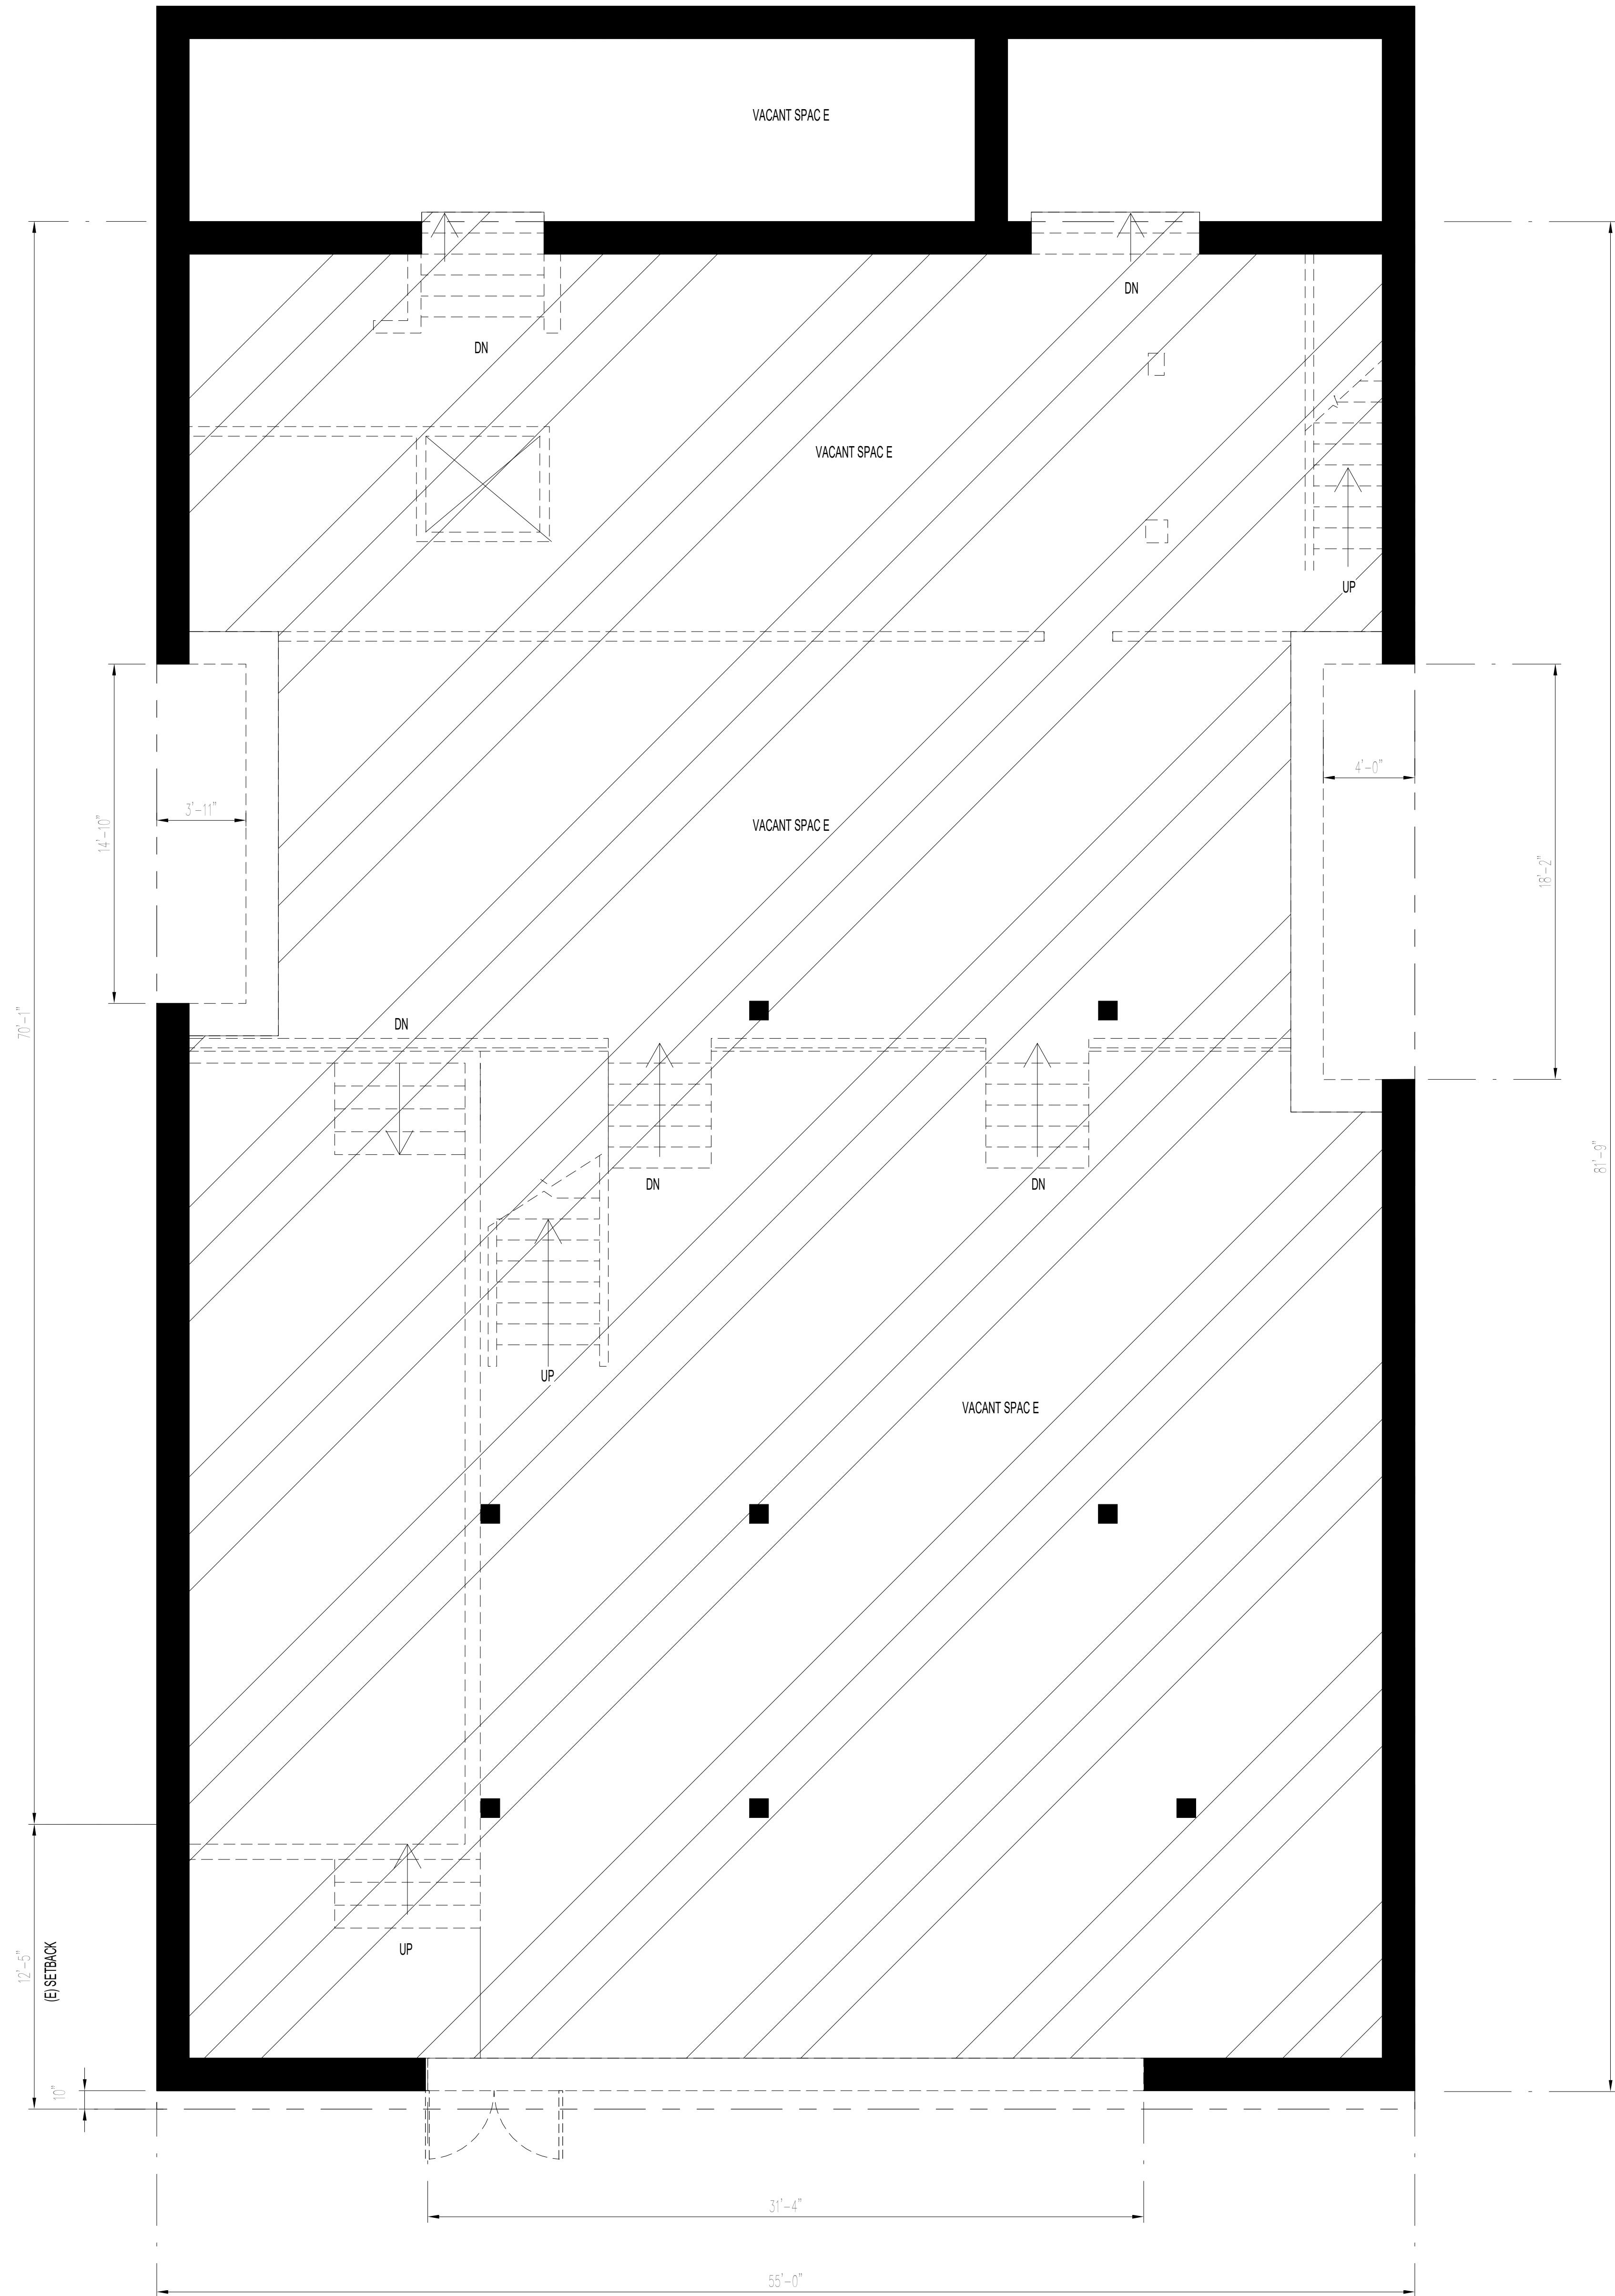 VACANT SPAC E
DN
DN
VACANT SPAC E
UP
4'-0"
3'-11"
14'-10"
VACANT SPAC E
18'-2"
70'-1"
DN
81'-9"
DN
DN
UP
VACANT SPAC E
UP
12'-5"
(E) SETBACK
10"
31'-4"
55'-0"